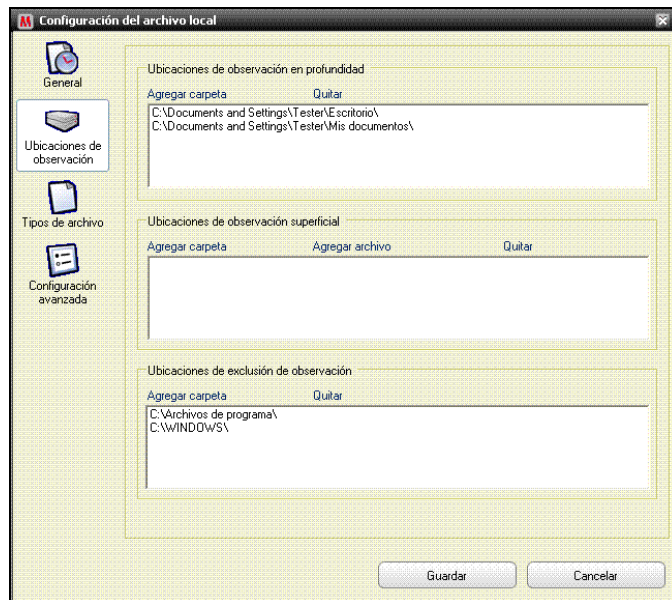 Configuración del archivo local
General
Ubicaciones de
observación
Tipos de archivo
Configuración
avanzada
Ubicaciones de observación en profundidad
Agregar carpeta Quitar
C:\Documents and Settings\Tester\Escritorio\
C:\Documents and Settings\Tester\Mis documentos\
Ubicaciones de observación superficial
Agregar carpeta Agregar archivo Quitar
Ubicaciones de exclusión de observación
Agregar carpeta Quitar
C:\Archivos de programa\
C:\WINDOWS\
Guardar Cancelar